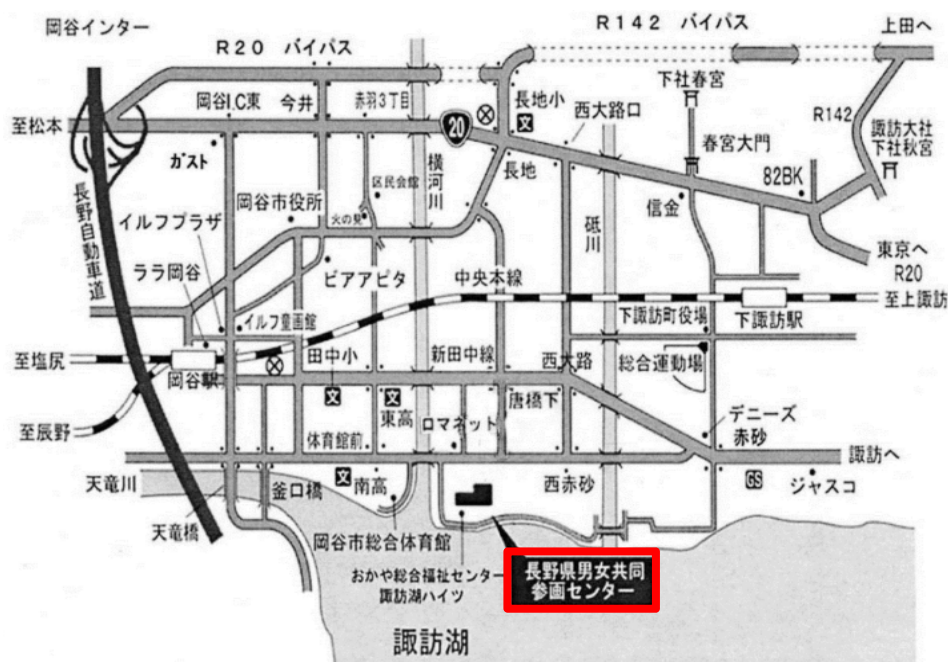 岡谷インター
R20 バイパス
R142 バイパス
上田へ
岡谷I.C東
今井
赤羽3丁目
長地小
文
下社春宮
西大路口
R142
至松本
20
諏訪大社
下社秋宮
ガスト
春宮大門
横河川
長地
区民会館
82BK
岡谷市役所
火の見
信金
砥川
イルフプラザ
長野自動車道
東京へ
R20
ララ岡谷
ピアアピタ
中央本線
至上諏訪
イルフ童画館
下諏訪町役場
下諏訪駅
至塩尻
岡谷駅
田中小
新田中線
西大路
総合運動場
文
文
東高
ロマネット
唐橋下
デニーズ
赤砂
至辰野
体育館前
諏訪へ
天竜川
釜口橋
文
南高
西赤砂
GS
ジャスコ
天竜橋
岡谷市総合体育館
おかや総合福祉センター
諏訪湖ハイツ
長野県男女共同
参画センター
諏訪湖